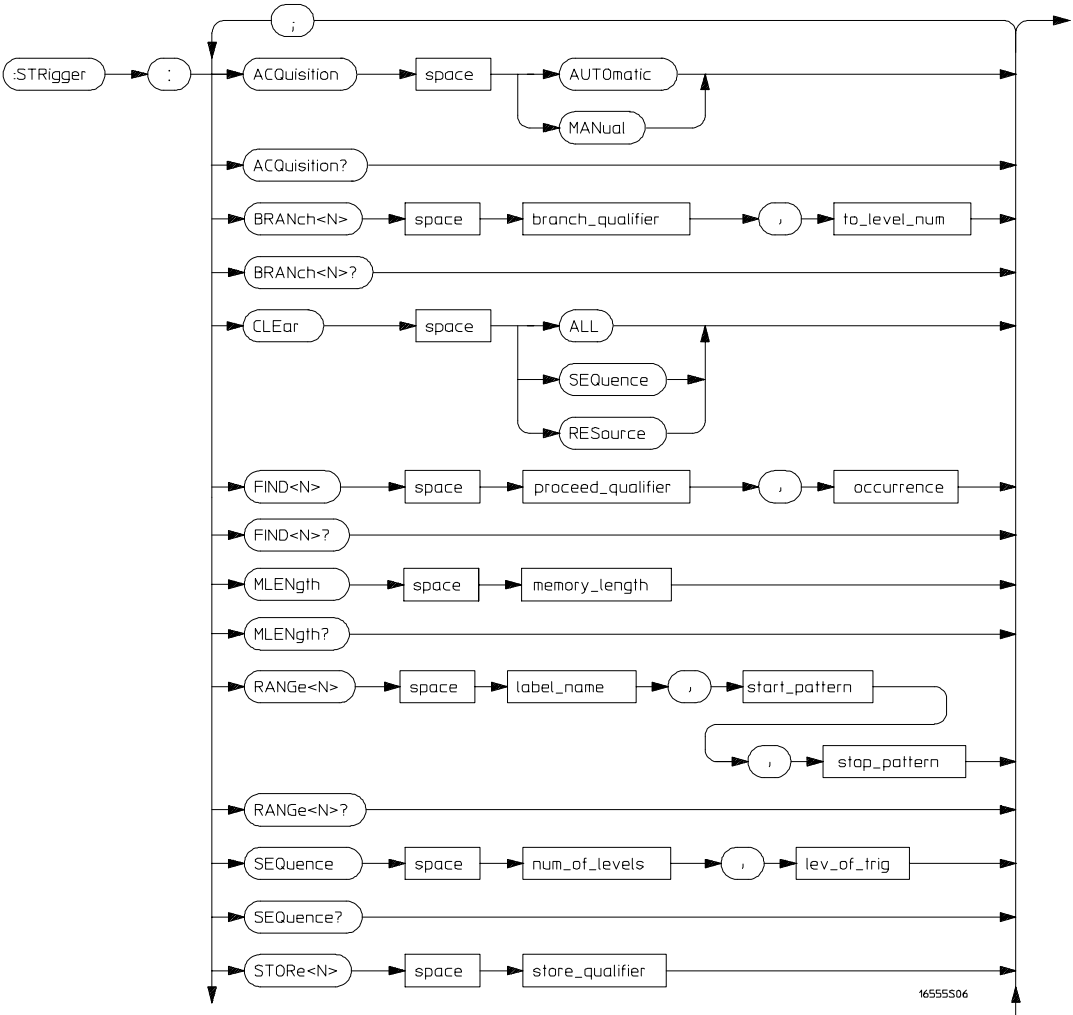 ;
:STRigger : ACQuisition space AUTOmatic
MANual
ACQuisition?
BRANch<N> space branch_qualifier , to_level_num
BRANch<N>?
CLEar space ALL
SEQuence
RESource
FIND<N> space proceed_qualifier , occurrence
FIND<N>?
MLENgth space memory_length
MLENgth?
RANGe<N> space label_name , start_pattern
, stop_pattern
RANGe<N>?
SEQuence space num_of_levels , lev_of_trig
SEQuence?
STORe<N> space store_qualifier
16555S06